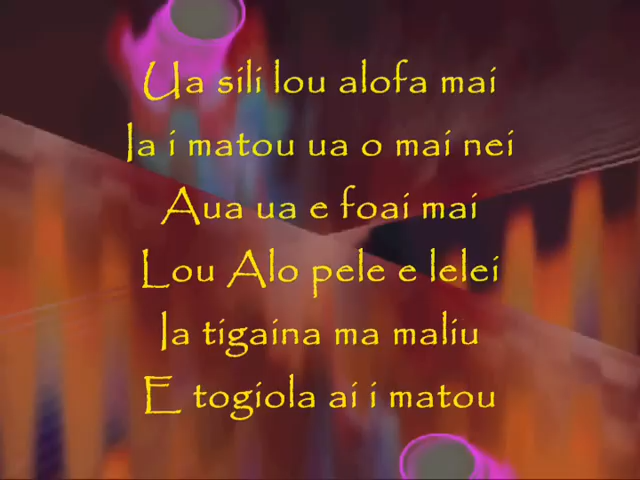 Ua sili lou alofa mai
Ia i matou ua o mai nei
Aua ua e foai mai
Lou Alo pele e lelei
Ia tigaina ma maliu
E togiola ai i matou